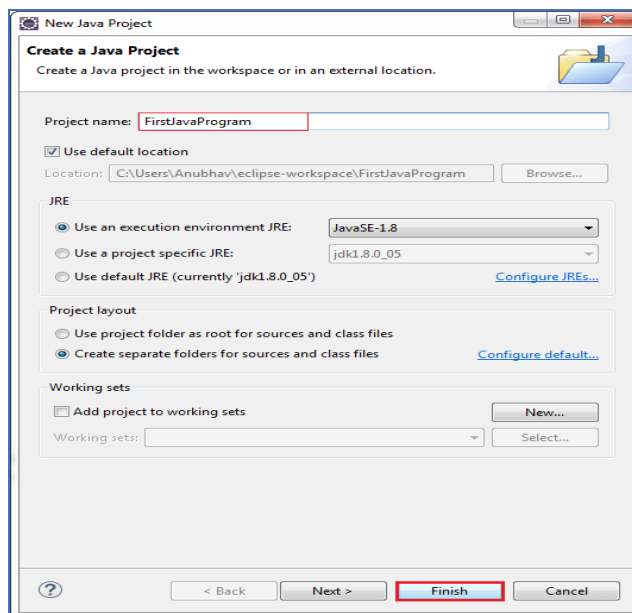 New Java Project
Create a Java Project
Create a Java project in the workspace or in an external location.
Project name: FirstJavaProgram
Use default location
Location: C:\Users\Anubhav\eclipse-workspace\FirstJavaProgram Browse...
JRE
Use an execution environment JRE: JavaSE-1.8
Use a project specific JRE: jdk1.8.0_05
Use default JRE (currently 'jdk1.8.0_05') Configure JREs...
Project layout
Use project folder as root for sources and class files
Create separate folders for sources and class files Configure default...
Working sets
Add project to working sets New...
Working sets: Select...
? < Back Next > Finish Cancel